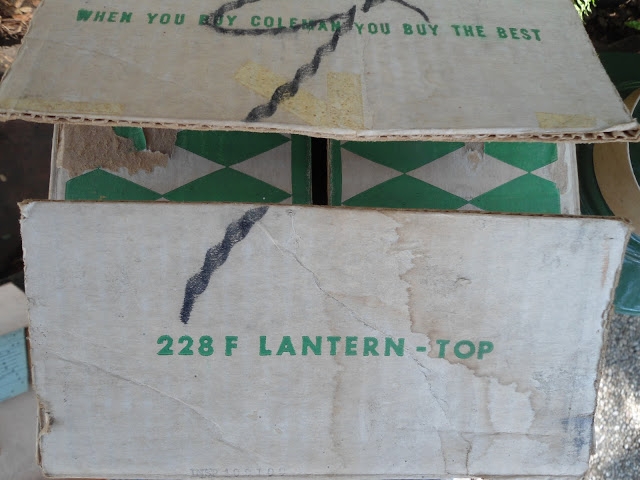 WHEN YOU BUY COLEMAN YOU BUY THE BEST
228 F LANTERN - TOP